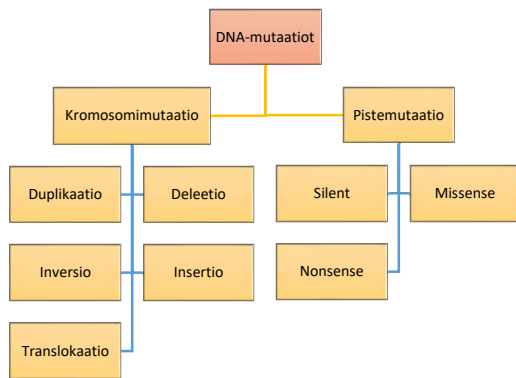 DNA-mutaatiot
Kromosomimutaatio
Pistemutaatio
Duplikaatio
Deleetio
Silent
Missense
Inversio
Insertio
Nonsense
Translokaatio